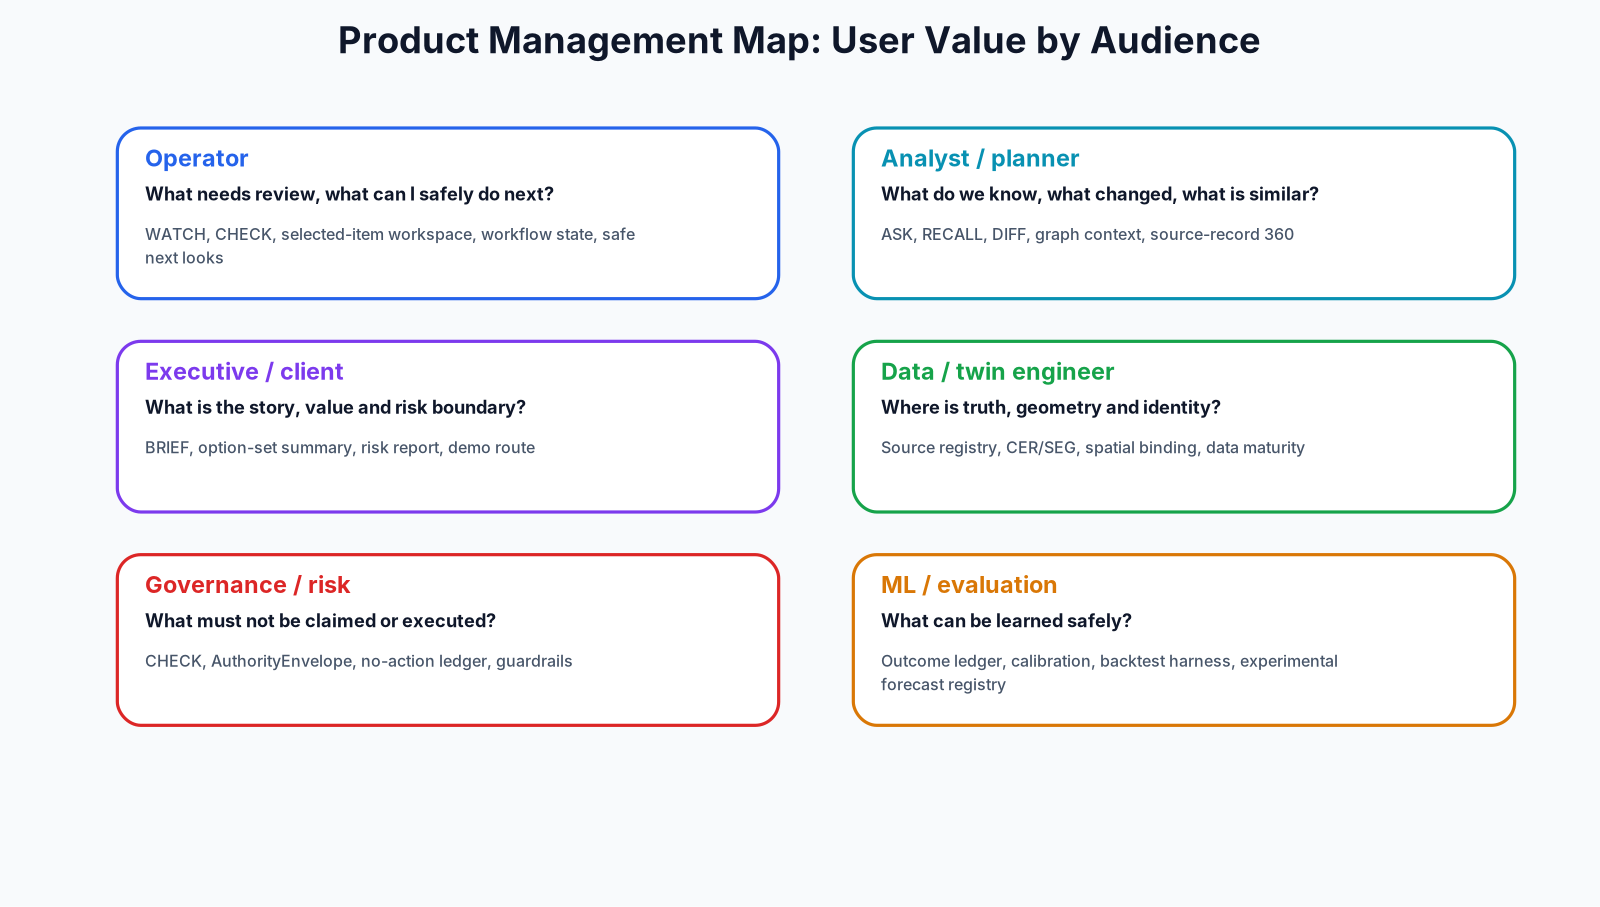 Product Management Map: User Value by Audience
Operator
What needs review, what can I safely do next?
WATCH, CHECK, selected-item workspace, workflow state, safe
next looks
Analyst / planner
What do we know, what changed, what is similar?
ASK, RECALL, DIFF, graph context, source-record 360
Executive / client
What is the story, value and risk boundary?
BRIEF, option-set summary, risk report, demo route
Data / twin engineer
Where is truth, geometry and identity?
Source registry, CER/SEG, spatial binding, data maturity
Governance / risk
What must not be claimed or executed?
CHECK, AuthorityEnvelope, no-action ledger, guardrails
ML / evaluation
What can be learned safely?
Outcome ledger, calibration, backtest harness, experimental
forecast registry